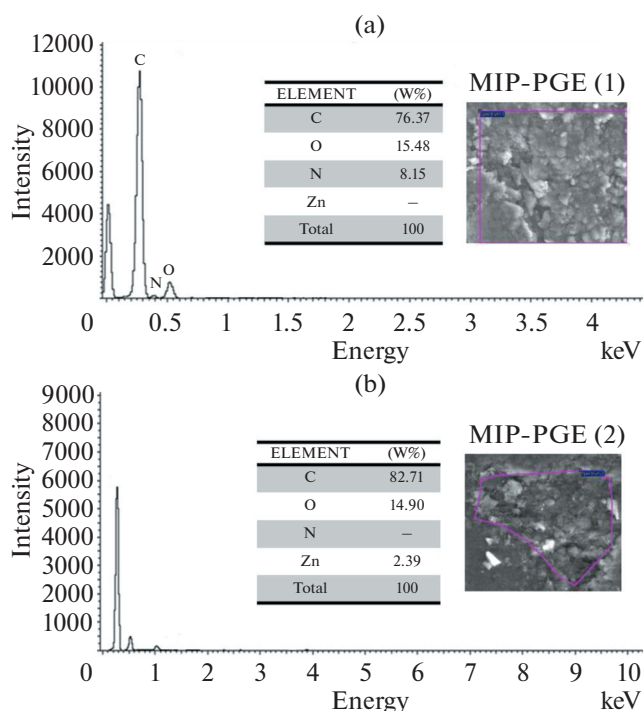 (a)
12000
10000
8000
6000
4000
2000
Intensity
C
N
O
ELEMENT (W%)
C 76.37
O 15.48
N 8.15
Zn –
Total 100
MIP-PGE (1)
0 0.5 1 1.5 2 2.5 3 3.5 4
Energy keV
(b)
9000
8000
7000
6000
5000
4000
3000
2000
1000
Intensity
ELEMENT (W%)
C 82.71
O 14.90
N –
Zn 2.39
Total 100
MIP-PGE (2)
0 1 2 3 4 5 6 7 8 9 10
Energy keV